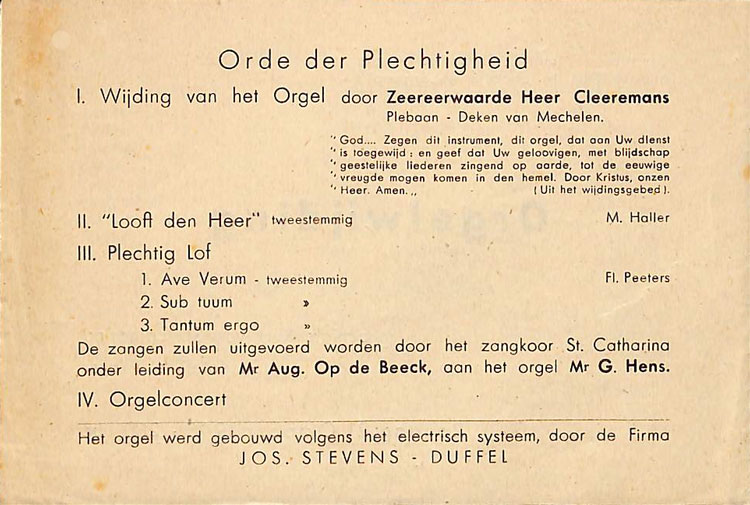 Orde der Plechtigheid
I. Wijding van het Orgel door Zeereerwaarde Heer Cleeremans
Plebaan - Deken van Mechelen.
" God.... Zegen dit instrument, dit orgel, dat aan Uw dienst
" is toegewijd : en geef dat Uw geloovigen, met blijdschap
" geestelijke liederen zingend op aarde, tot de eeuwige
" vreugde mogen komen in den hemel. Door Kristus, onzen
" Heer. Amen.,, ( Uit het wijdingsgebed ).
II. "Looft den Heer" tweestemmig M. Haller
III. Plechtig Lof
1. Ave Verum - tweestemmig Fl. Peeters
2. Sub tuum »
3. Tantum ergo »
De zangen zullen uitgevoerd worden door het zangkoor St. Catharina
onder leiding van Mr Aug. Op de Beeck, aan het orgel Mr G. Hens.
IV. Orgelconcert
Het orgel werd gebouwd volgens het electrisch systeem, door de Firma
JOS. STEVENS - DUFFEL